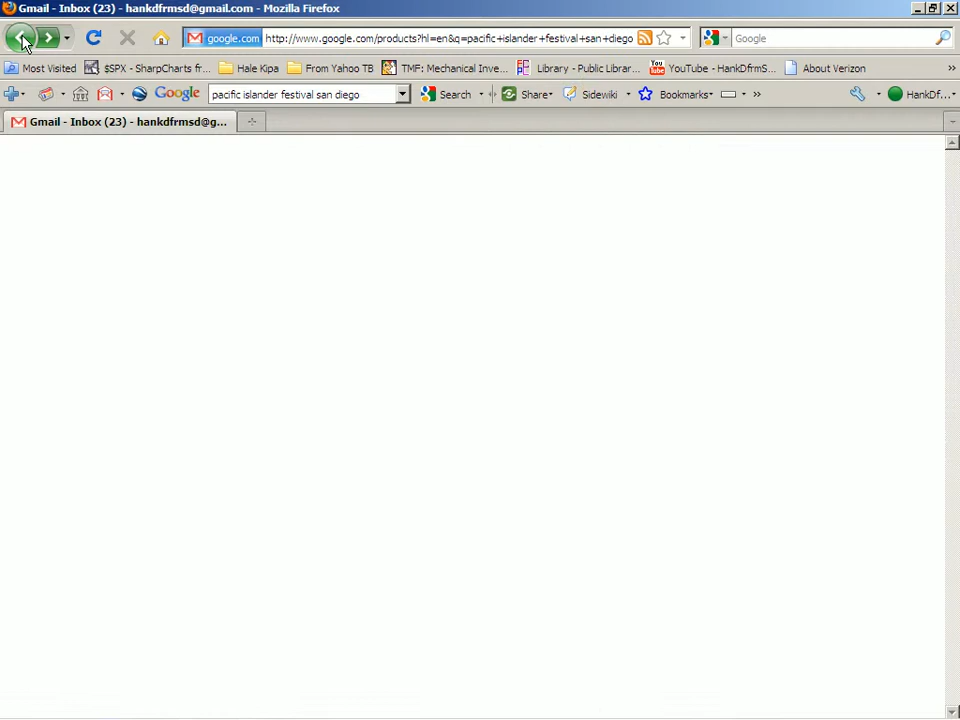 Gmail - Inbox (23) - hankdfrmsd@gmail.com - Mozilla Firefox
google.com http://www.google.com/products?hl=en&q=pacific+islander+festival+san+diego Google
Most Visited $SPX - SharpCharts fr... Hale Kipa From Yahoo TB TMF: Mechanical Inve... Library - Public Librar... YouTube - HankDfrmS... About Verizon »
Google pacific islander festival san diego Search Share Sidewiki Bookmarks » HankDf...
Gmail - Inbox (23) - hankdfrmsd@g...